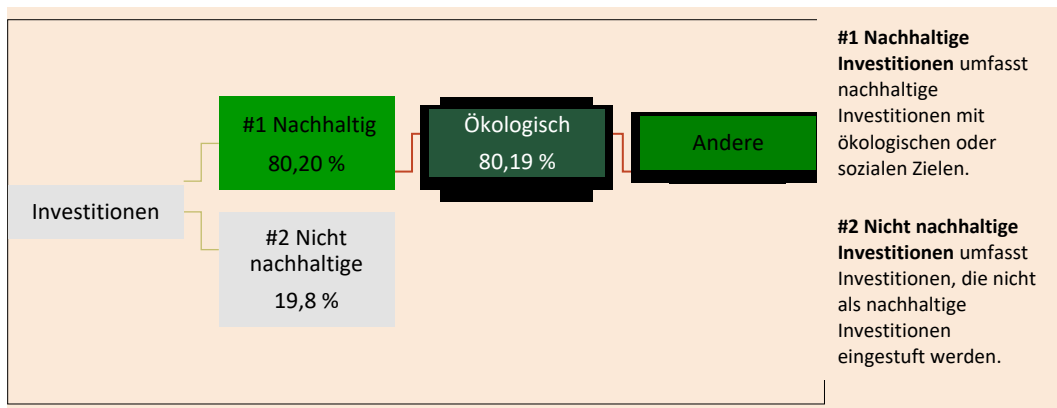 Investitionen
#1 Nachhaltig
80,20 %
#2 Nicht
nachhaltige
19,8 %
Ökologisch
80,19 %
Andere
#1 Nachhaltige
Investitionen umfasst
nachhaltige
Investitionen mit
ökologischen oder
sozialen Zielen.
#2 Nicht nachhaltige
Investitionen umfasst
Investitionen, die nicht
als nachhaltige
Investitionen
eingestuft werden.